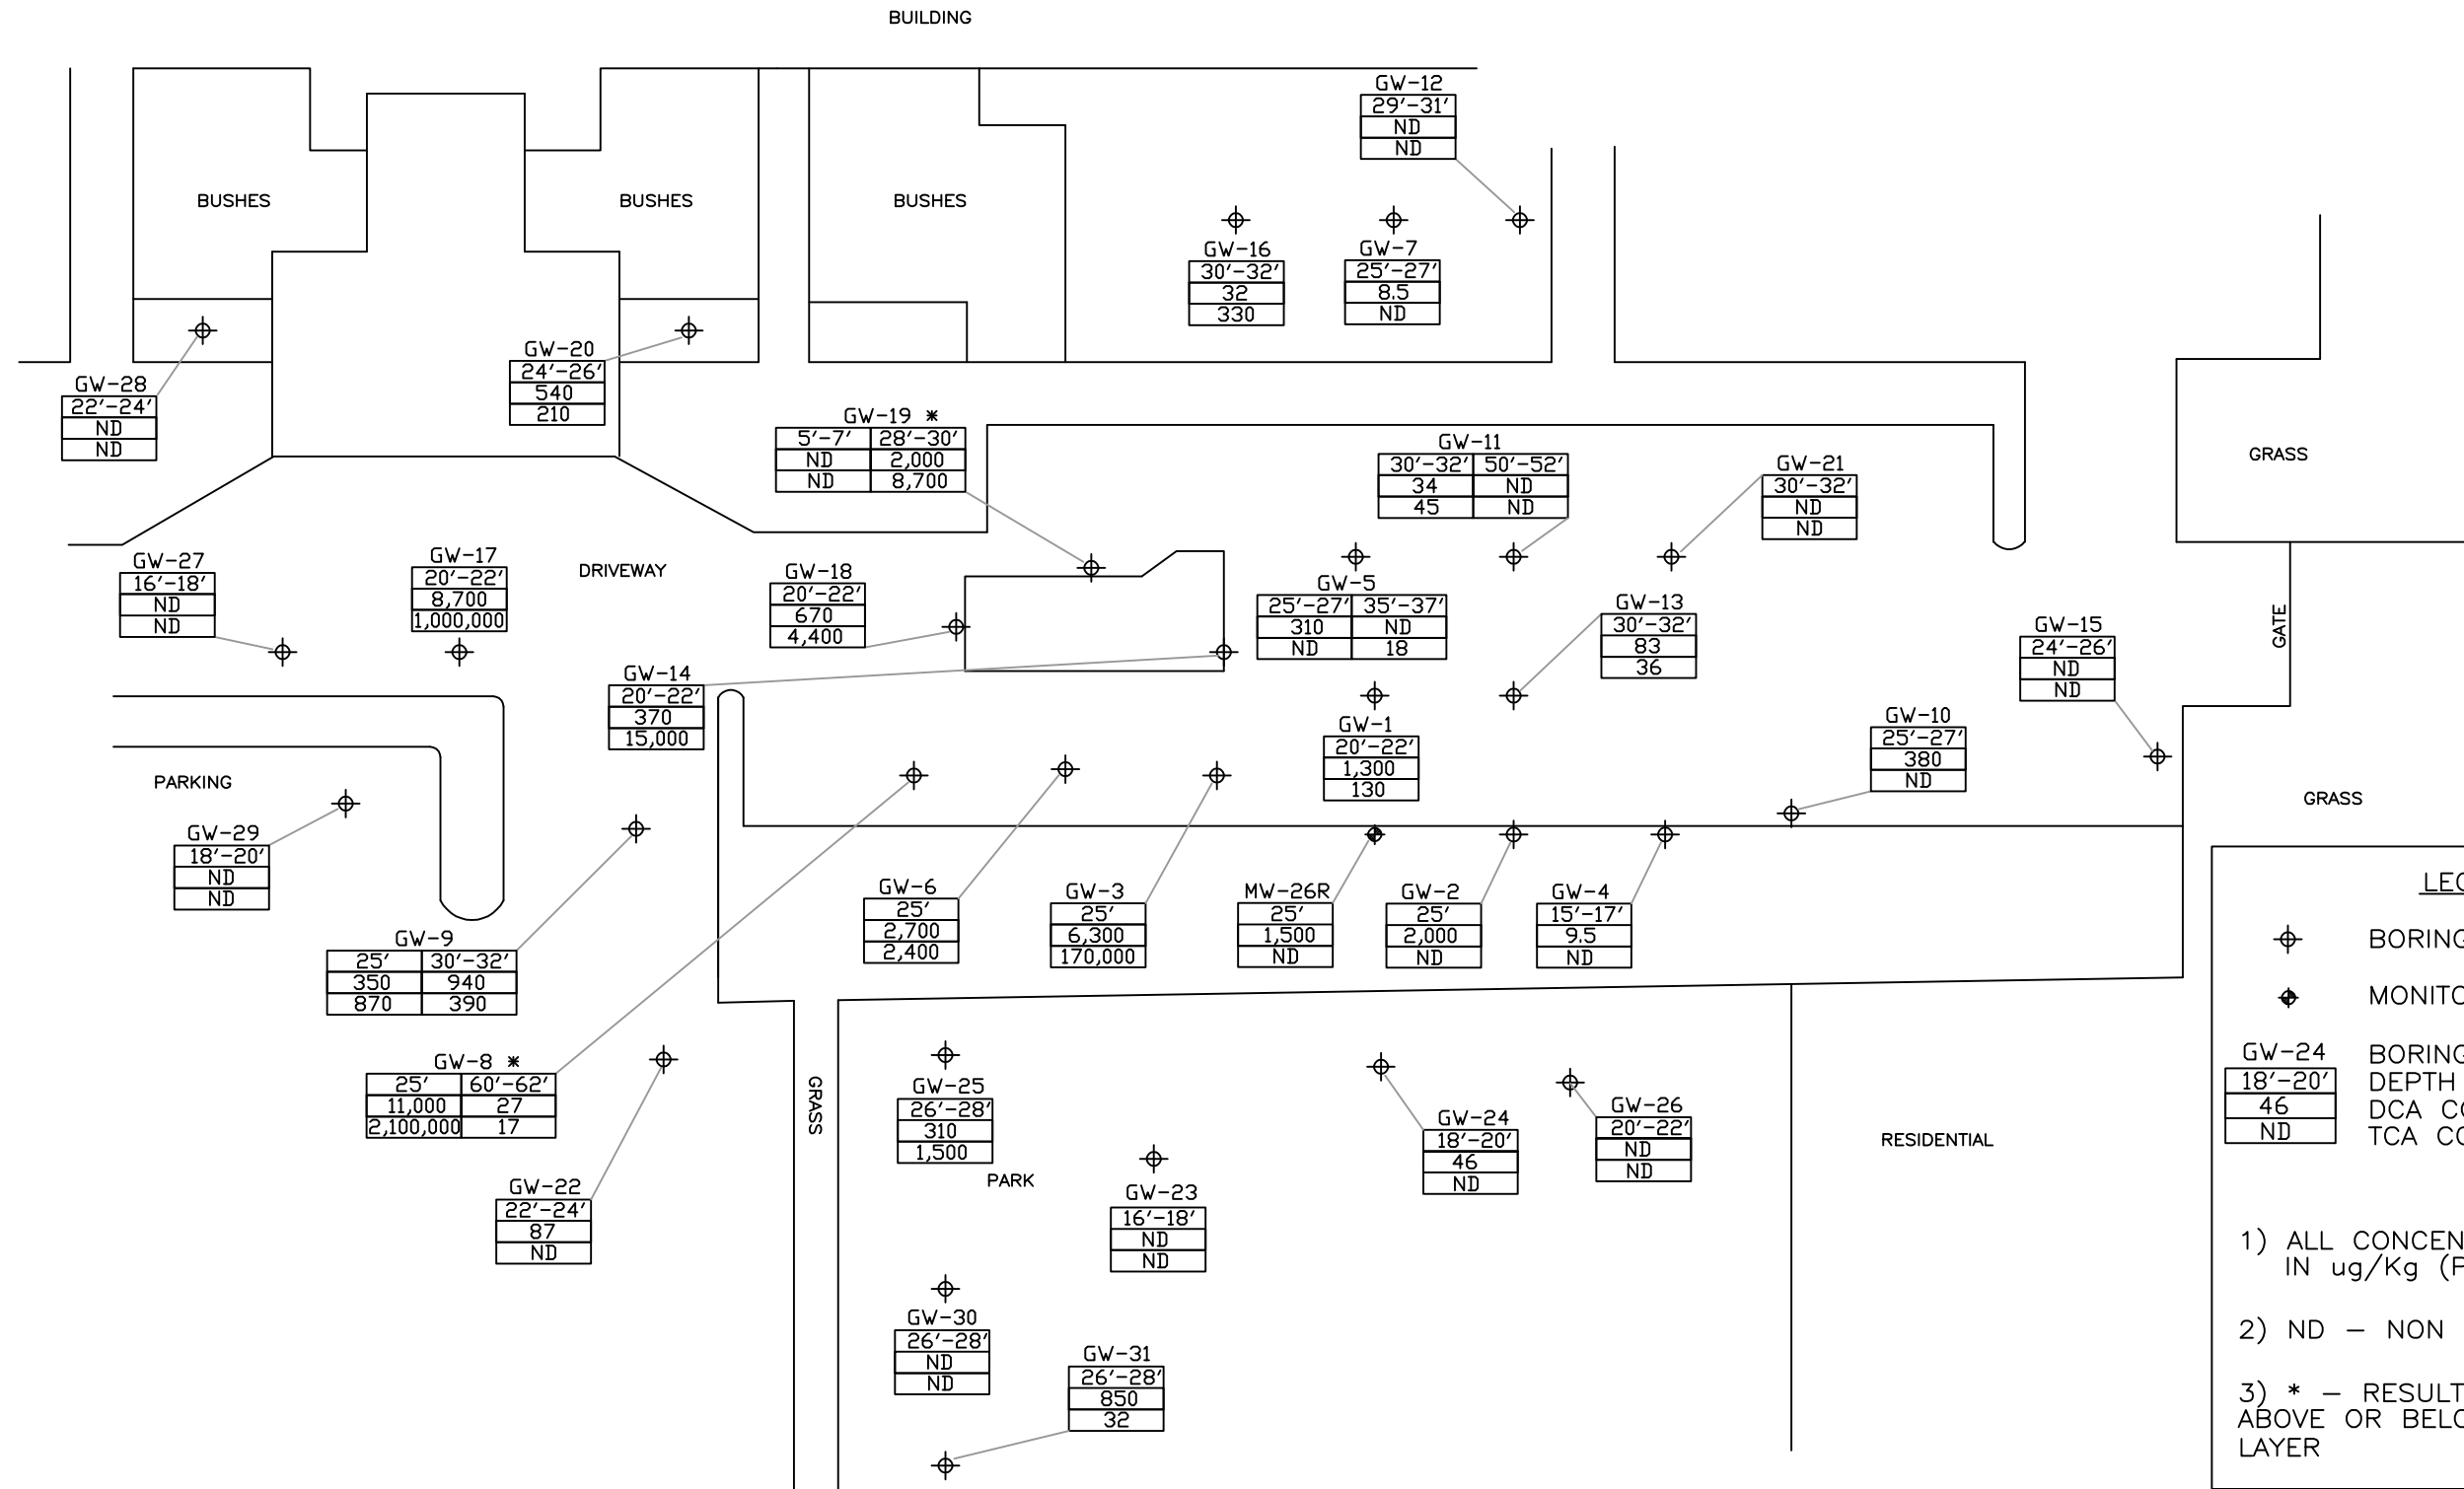 BUILDING
GW-12
29'-31'
ND
ND
BUSHES
BUSHES
BUSHES
GW-16
30'-32'
32
330
GW-7
25'-27'
8.5
ND
GW-20
24'-26'
540
210
GW-28
22'-24'
ND
ND
GW-19 *
5'-7' 28'-30'
ND 2,000
ND 8,700
GW-11
30'-32' 50'-52'
34 ND
45 ND
GW-21
30'-32'
ND
ND
GRASS
GW-27
16'-18'
ND
ND
GW-17
20'-22'
8,700
1,000,000
DRIVEWAY
GW-18
20'-22'
670
4,400
GW-5
25'-27' 35'-37'
310 ND
ND 18
GW-13
30'-32'
83
36
GW-15
24'-26'
ND
ND
GATE
GW-14
20'-22'
370
15,000
GW-1
20'-22'
1,300
130
GW-10
25'-27'
380
ND
PARKING
GRASS
GW-29
18'-20'
ND
ND
GW-9
25' 30'-32'
350 940
870 390
GW-6
25'
2,700
2,400
GW-3
25'
6,300
170,000
MW-26R
25'
1,500
ND
GW-2
25'
2,000
ND
GW-4
15'-17'
9.5
ND
GW-8 *
25' 60'-62'
11,000 27
2,100,000 17
GRASS
GW-25
26'-28'
310
1,500
PARK
GW-24
18'-20'
46
ND
GW-26
20'-22'
ND
ND
RESIDENTIAL
GW-22
22'-24'
87
ND
GW-23
16'-18'
ND
ND
GW-30
26'-28'
ND
ND
GW-31
26'-28'
850
32
LEG
BORING
MONITO
GW-24 BORING
18'-20' DEPTH
46 DCA CO
ND TCA CO
1) ALL CONCEN
IN ug/Kg (P
2) ND - NON
3) * - RESULT
ABOVE OR BELO
LAYER